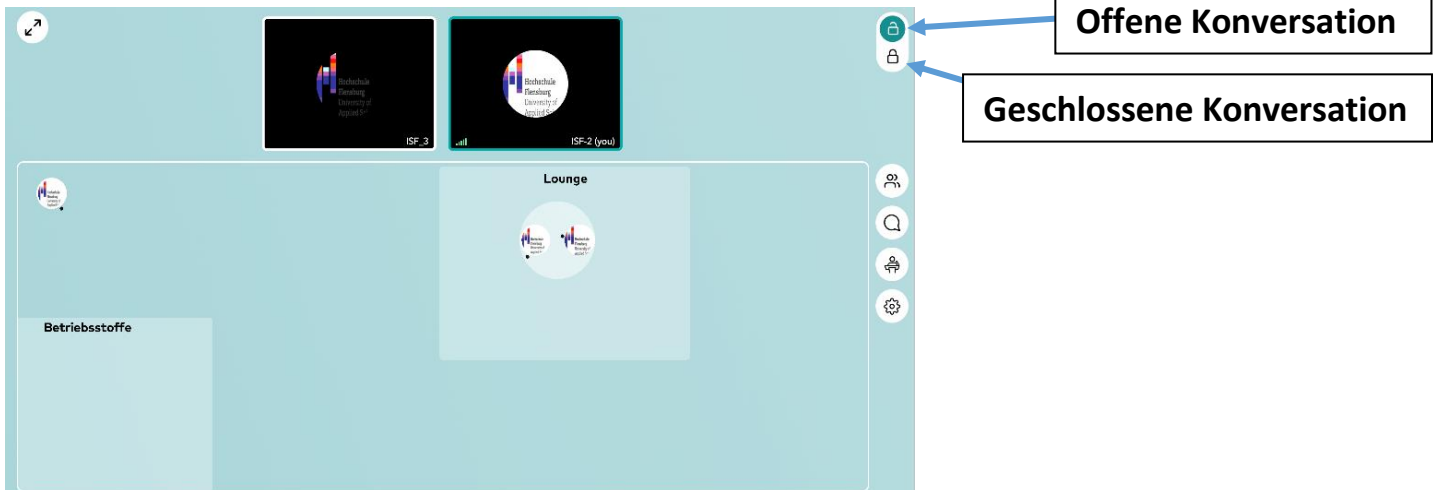 Offene Konversation
Geschlossene Konversation
Hochschule
Flensburg
University of
Applied
ISF_3
Hochschule
Flensburg
University of
Applied
ISF-2 (you)
Lounge
Betriebsstoffe